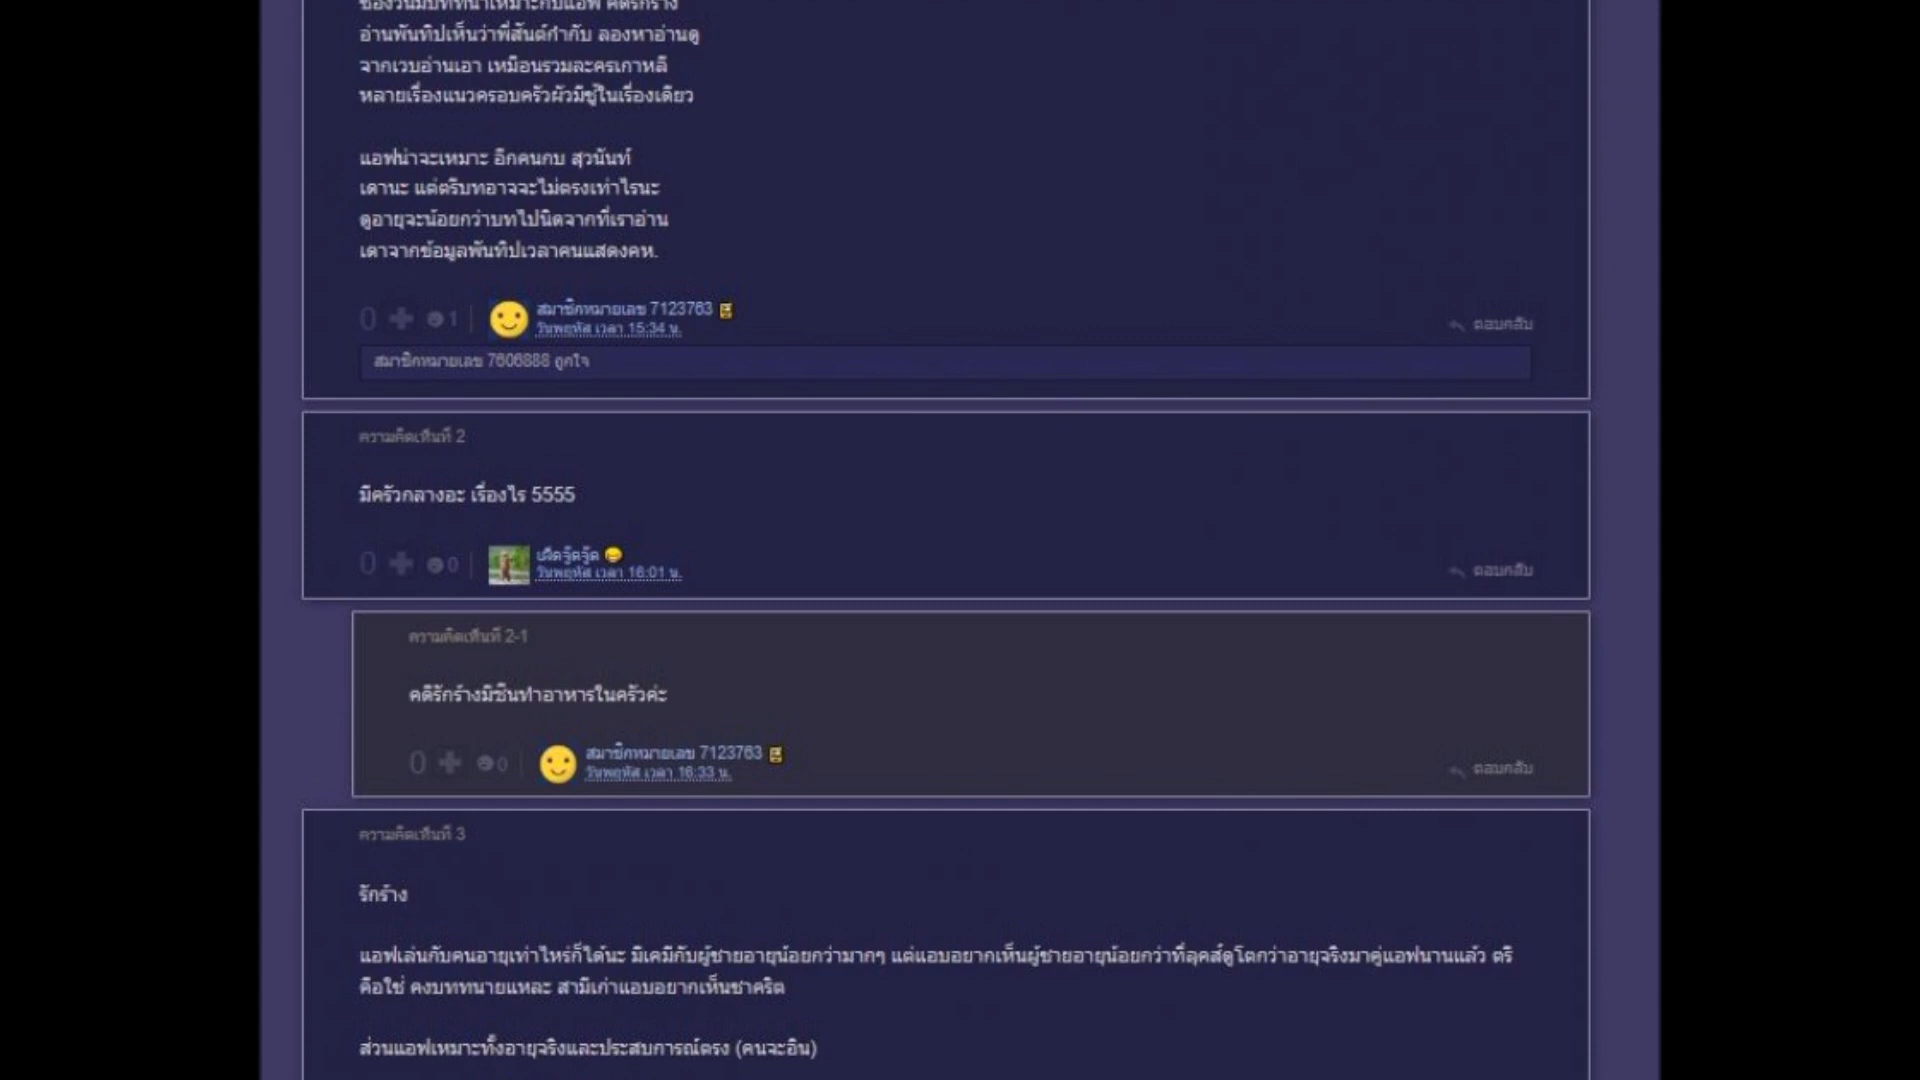 ช่องวันมีบทที่น่าเหมาะกับแอฟ คดีรักร้าง
อ่านพันทิปเห็นว่าพี่สันต์กำกับ ลองหาอ่านดู
จากเวบอ่านเอา เหมือนรวมละครเกาหลี
หลายเรื่องแนวครอบครัวผัวมีชู้ในเรื่องเดียว
แอฟน่าจะเหมาะ อีกคนกบ สุวนันท์
เดานะ แต่ตรีบทอาจจะไม่ตรงเท่าไรนะ
ดูอายุจะน้อยกว่าบทไปนิดจากที่เราอ่าน
เดาจากข้อมูลพันทิปเวลาคนแสดงคห.
0 1 สมาชิกหมายเลข 7123763
วันพฤหัส เวลา 15:34 น. ตอบกลับ
สมาชิกหมายเลข 7606888 ถูกใจ
ความคิดเห็นที่ 2
มีครัวกลางอะ เรื่องไร 5555
0 0
วันพฤหัส เวลา 16:01 น. ตอบกลับ
ความคิดเห็นที่ 2-1
คดีรักร้างมีซีนทำอาหารในครัวค่ะ
0 0 สมาชิกหมายเลข 7123763
วันพฤหัส เวลา 16:33 น. ตอบกลับ
ความคิดเห็นที่ 3
รักร้าง
แอฟเล่นกับคนอายุเท่าไหร่ก็ได้นะ มีเคมีกับผู้ชายอายุน้อยกว่ามากๆ แต่แอบอยากเห็นผู้ชายอายุน้อยกว่าที่ลุคส์ดูโตกว่าอายุจริงมาคู่แอฟนานแล้ว ตรี
คือใช่ คงบททนายแหละ สามีเก่าแอบอยากเห็นชาคริต
ส่วนแอฟเหมาะทั้งอายุจริงและประสบการณ์ตรง (คนจะอิน)